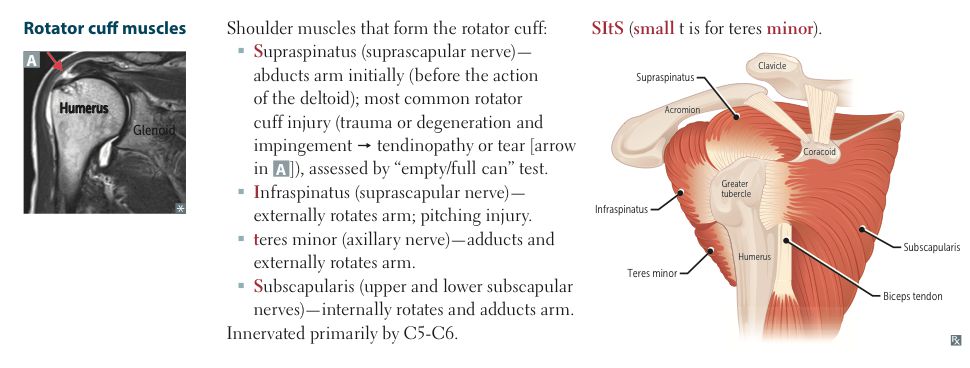 Rotator cuff muscles
A
Humerus
Glenoid
*
Shoulder muscles that form the rotator cuff:
▪ Supraspinatus (suprascapular nerve)—
abducts arm initially (before the action
of the deltoid); most common rotator
cuff injury (trauma or degeneration and
impingement → tendinopathy or tear [arrow
in A]), assessed by “empty/full can” test.
▪ Infraspinatus (suprascapular nerve)—
externally rotates arm; pitching injury.
▪ teres minor (axillary nerve)—adducts and
externally rotates arm.
▪ Subscapularis (upper and lower subscapular
nerves)—internally rotates and adducts arm.
Innervated primarily by C5-C6.
SItS (small t is for teres minor).
Clavicle
Supraspinatus
Acromion
Coracoid
Greater
tubercle
Infraspinatus
Subscapularis
Humerus
Teres minor
Biceps tendon
Rx